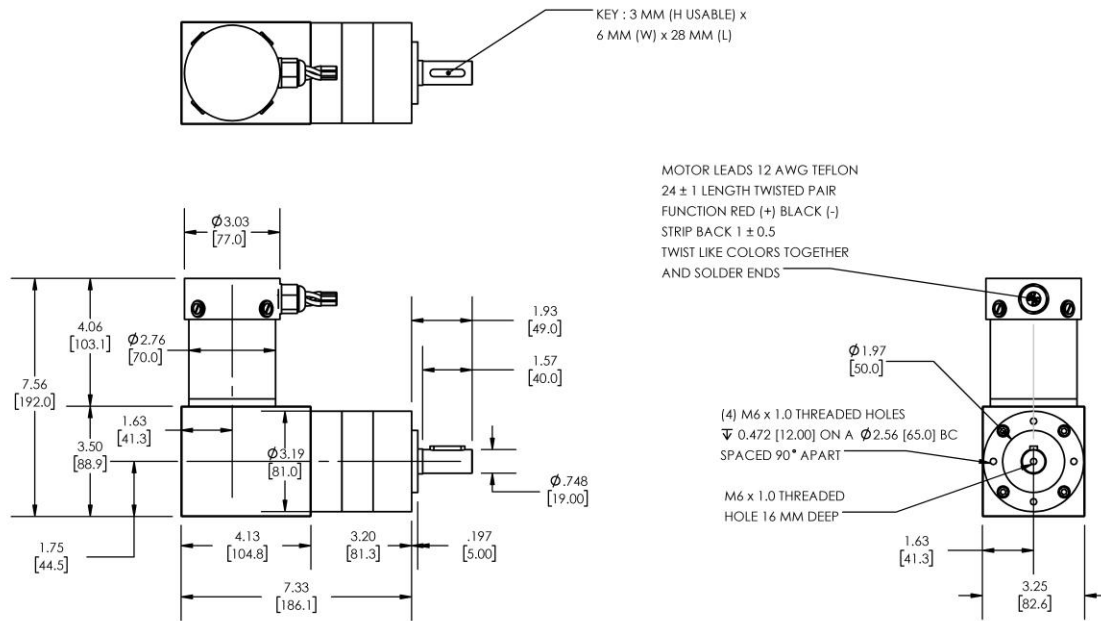 KEY : 3 MM (H USABLE) x
6 MM (W) x 28 MM (L)
MOTOR LEADS 12 AWG TEFLON
24 ± 1 LENGTH TWISTED PAIR
FUNCTION RED (+) BLACK (-)
STRIP BACK 1 ± 0.5
TWIST LIKE COLORS TOGETHER
AND SOLDER ENDS
Ø3.03
[77.0]
4.06
[103.1]
Ø2.76
[70.0]
7.56
[192.0]
1.63
[41.3]
3.50
[88.9]
Ø3.19
[81.0]
1.93
[49.0]
1.57
[40.0]
Ø.748
[19.00]
1.75
[44.5]
4.13
[104.8]
3.20
[81.3]
.197
[5.00]
7.33
[186.1]
Ø1.97
[50.0]
(4) M6 x 1.0 THREADED HOLES
↧ 0.472 [12.00] ON A Ø2.56 [65.0] BC
SPACED 90° APART
M6 x 1.0 THREADED
HOLE 16 MM DEEP
1.63
[41.3]
3.25
[82.6]